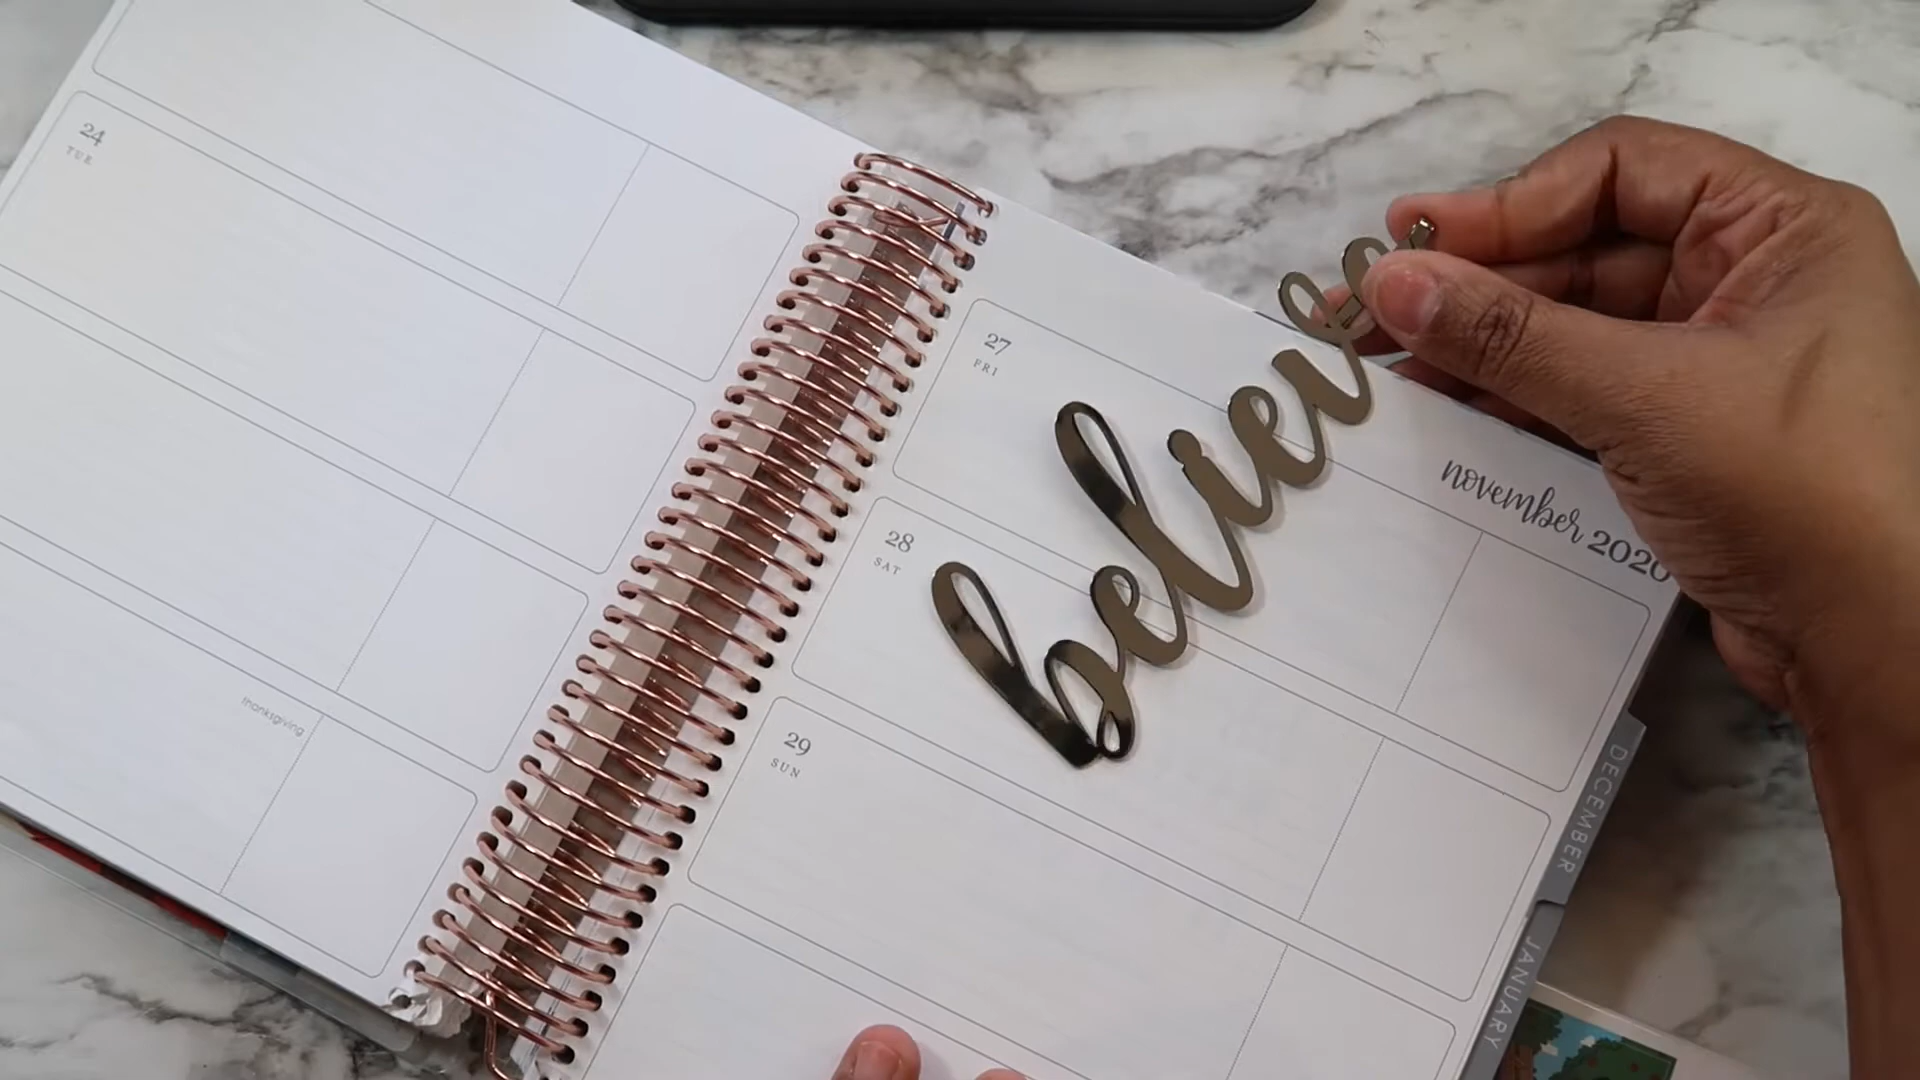 24
TUE
thanksgiving
november 2020
27
FRI
28
SAT
29
SUN
believe
DECEMBER
JANUARY